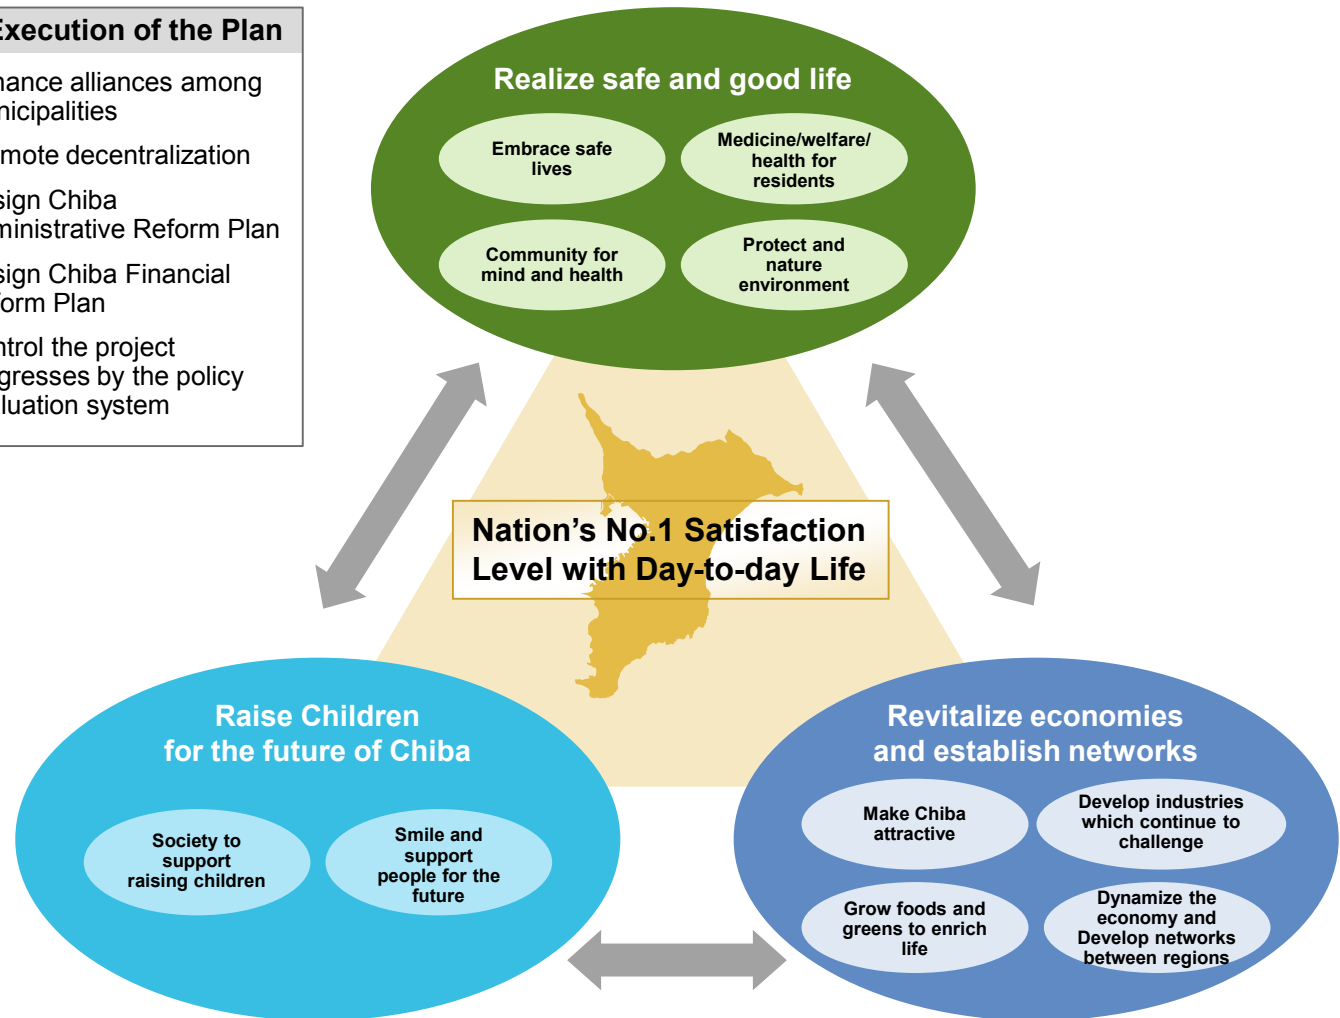 Execution of the Plan
hance alliances among
nicipalities
mote decentralization
sign Chiba
ministrative Reform Plan
sign Chiba Financial
form Plan
ntrol the project
gresses by the policy
luation system
Realize safe and good life
Embrace safe
lives
Medicine/welfare/
health for
residents
Community for
mind and health
Protect and
nature
environment
Nation's No.1 Satisfaction
Level with Day-to-day Life
Raise Children
for the future of Chiba
Society to
support
raising children
Smile and
support
people for the
future
Revitalize economies
and establish networks
Make Chiba
attractive
Develop industries
which continue to
challenge
Grow foods and
greens to enrich
life
Dynamize the
economy and
Develop networks
between regions